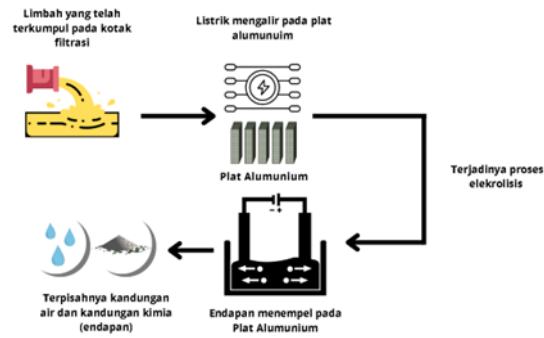 Limbah yang telah
terkumpul pada kotak
filtrasi
Listrik mengalir pada plat
alumunuim
Plat Alumunium
Terjadinya proses
elekrolisis
- +
Endapan menempel pada
Plat Alumunium
Terpisahnya kandungan
air dan kandungan kimia
(endapan)